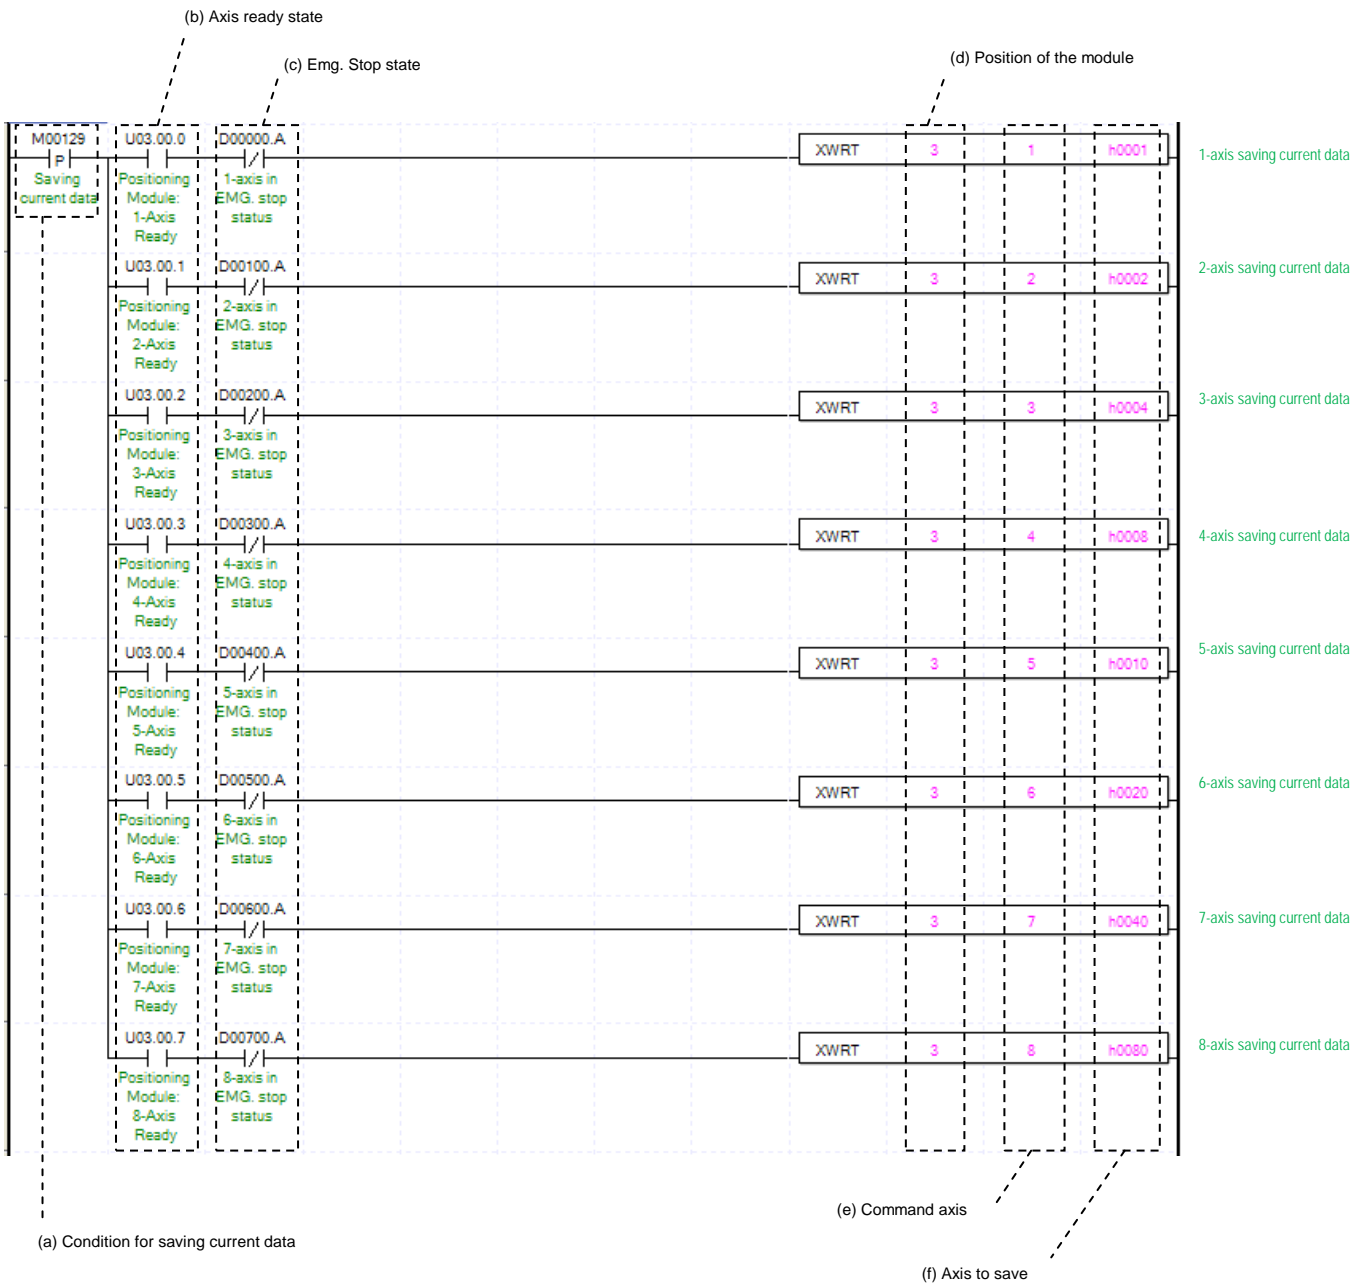 (b) Axis ready state
(c) Emg. Stop state
(d) Position of the module
M00129
P
Saving
current data
U03.00.0
D00000.A
XWRT 3 1 h0001
1-axis saving current data
Positioning
Module:
1-Axis
Ready
1-axis in
EMG. stop
status
U03.00.1
D00100.A
XWRT 3 2 h0002
2-axis saving current data
Positioning
Module:
2-Axis
Ready
2-axis in
EMG. stop
status
U03.00.2
D00200.A
XWRT 3 3 h0004
3-axis saving current data
Positioning
Module:
3-Axis
Ready
3-axis in
EMG. stop
status
U03.00.3
D00300.A
XWRT 3 4 h0008
4-axis saving current data
Positioning
Module:
4-Axis
Ready
4-axis in
EMG. stop
status
U03.00.4
D00400.A
XWRT 3 5 h0010
5-axis saving current data
Positioning
Module:
5-Axis
Ready
5-axis in
EMG. stop
status
U03.00.5
D00500.A
XWRT 3 6 h0020
6-axis saving current data
Positioning
Module:
6-Axis
Ready
6-axis in
EMG. stop
status
U03.00.6
D00600.A
XWRT 3 7 h0040
7-axis saving current data
Positioning
Module:
7-Axis
Ready
7-axis in
EMG. stop
status
U03.00.7
D00700.A
XWRT 3 8 h0080
8-axis saving current data
Positioning
Module:
8-Axis
Ready
8-axis in
EMG. stop
status
(e) Command axis
(a) Condition for saving current data
(f) Axis to save